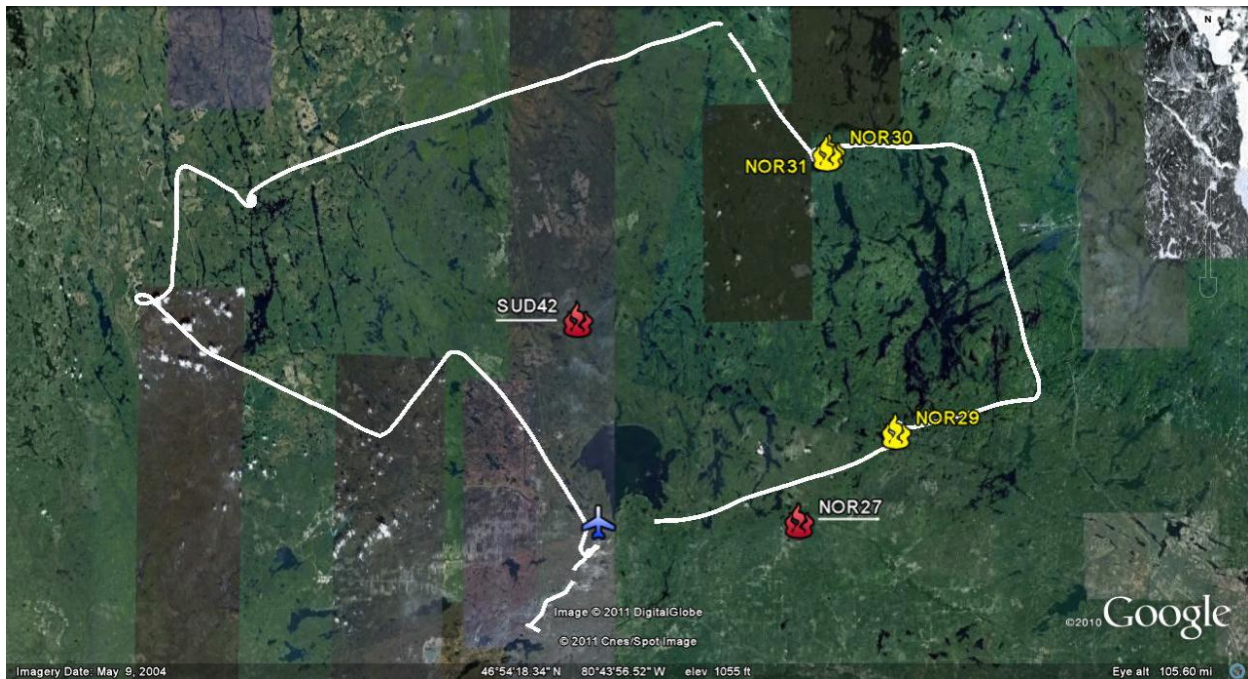 N
NOR30
NOR31
SUD42
NOR29
NOR27
Image © 2011 DigitalGlobe
© 2011 Cnes/Spot Image
©2010 Google
Imagery Date: May 9, 2004 46°54'18.34" N 80°43'56.52" W elev 1055 ft Eye alt 105.60 mi